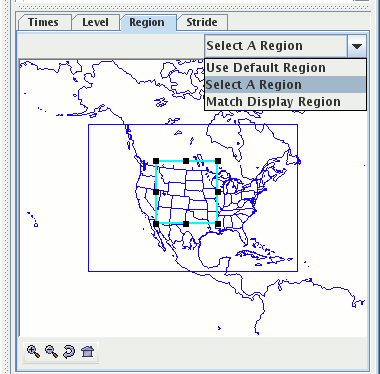 Times Level Region Stride
Select A Region
Use Default Region
Select A Region
Match Display Region